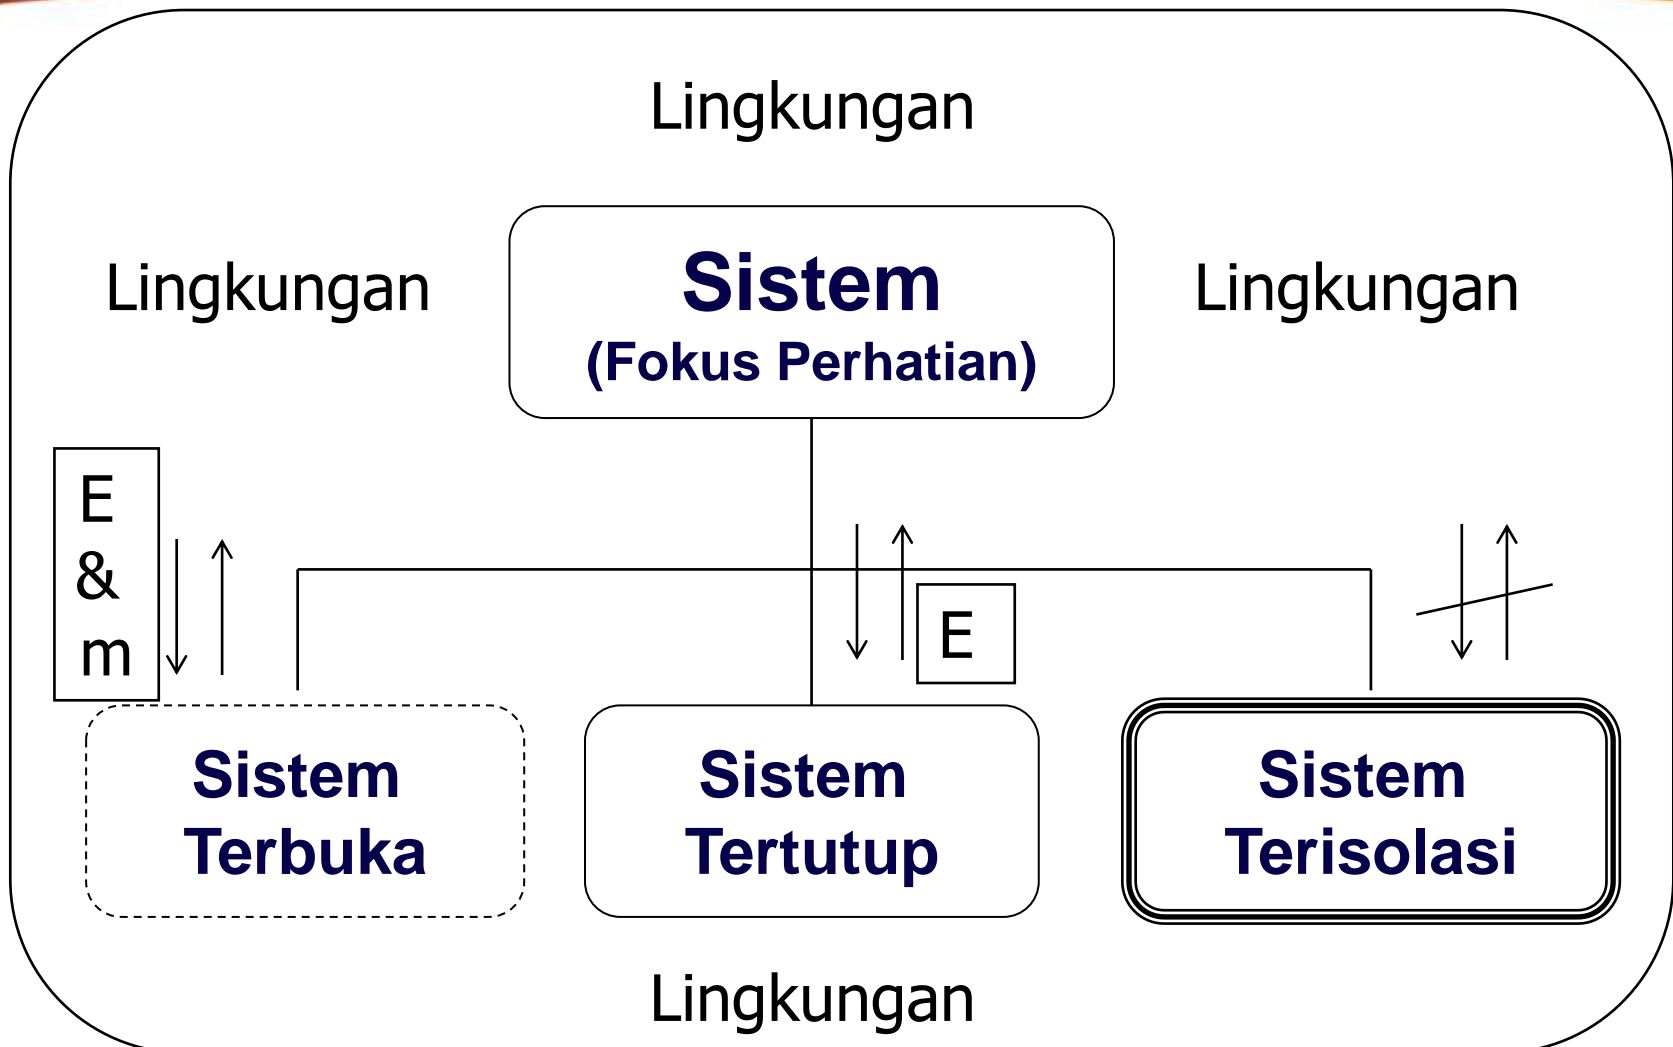 Lingkungan
Lingkungan
Sistem
(Fokus Perhatian)
Lingkungan
E
&
m
E
Sistem
Terbuka
Sistem
Tertutup
Sistem
Terisolasi
Lingkungan